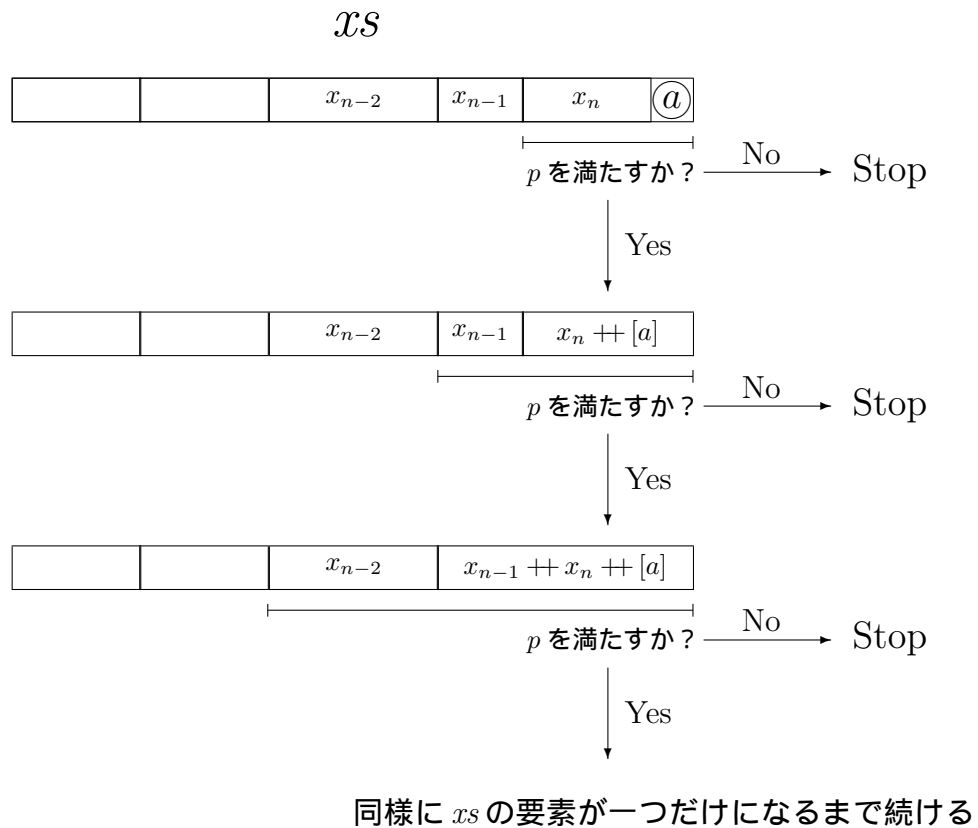 xs
x_{n−2} x_{n−1} x_n a
p を満たすか？ No Stop
Yes
x_{n−2} x_{n−1} x_n ++ [a]
p を満たすか？ No Stop
Yes
x_{n−2} x_{n−1} ++ x_n ++ [a]
p を満たすか？ No Stop
Yes
同様に xs の要素が一つだけになるまで続ける